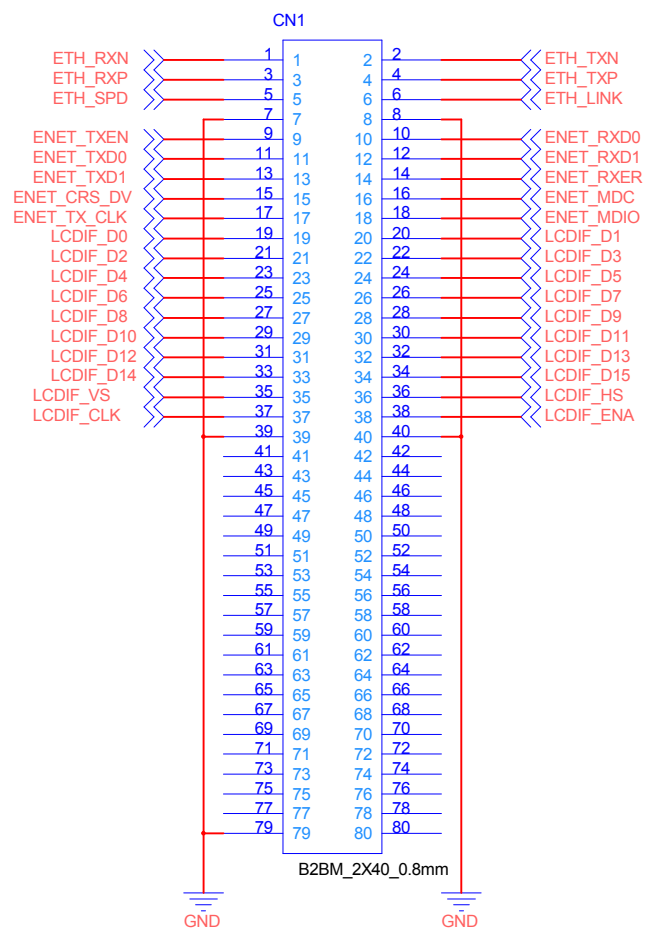 CN1
ETH_RXN 1 1 2 2 ETH_TXN
ETH_RXP 3 3 4 4 ETH_TXP
ETH_SPD 5 5 6 6 ETH_LINK
7 7 8 8
ENET_TXEN 9 9 10 10 ENET_RXD0
ENET_TXD0 11 11 12 12 ENET_RXD1
ENET_TXD1 13 13 14 14 ENET_RXER
ENET_CRS_DV 15 15 16 16 ENET_MDC
ENET_TX_CLK 17 17 18 18 ENET_MDIO
LCDIF_D0 19 19 20 20 LCDIF_D1
LCDIF_D2 21 21 22 22 LCDIF_D3
LCDIF_D4 23 23 24 24 LCDIF_D5
LCDIF_D6 25 25 26 26 LCDIF_D7
LCDIF_D8 27 27 28 28 LCDIF_D9
LCDIF_D10 29 29 30 30 LCDIF_D11
LCDIF_D12 31 31 32 32 LCDIF_D13
LCDIF_D14 33 33 34 34 LCDIF_D15
LCDIF_VS 35 35 36 36 LCDIF_HS
LCDIF_CLK 37 37 38 38 LCDIF_ENA
39 39 40 40
41 41 42 42
43 43 44 44
45 45 46 46
47 47 48 48
49 49 50 50
51 51 52 52
53 53 54 54
55 55 56 56
57 57 58 58
59 59 60 60
61 61 62 62
63 63 64 64
65 65 66 66
67 67 68 68
69 69 70 70
71 71 72 72
73 73 74 74
75 75 76 76
77 77 78 78
79 79 80 80
B2BM_2X40_0.8mm
GND GND